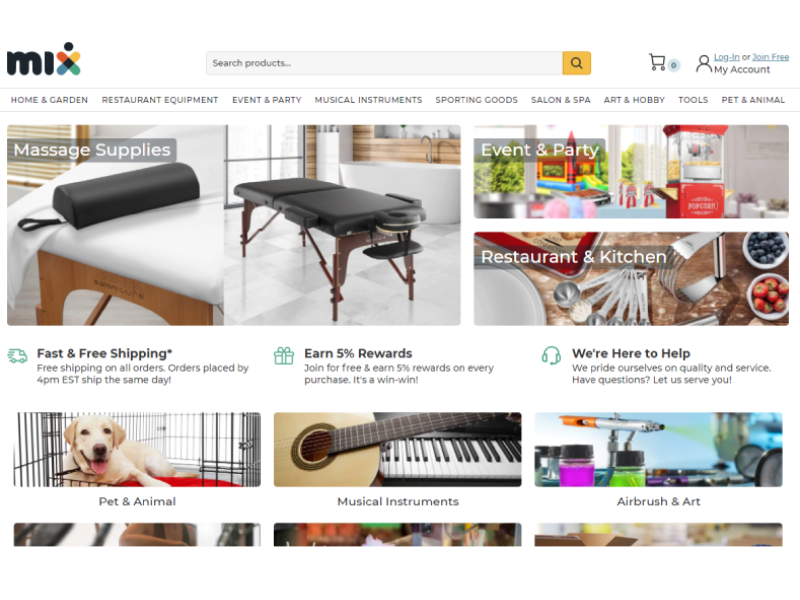 mix
Search products...
0
Log-In or Join Free
My Account
HOME & GARDEN RESTAURANT EQUIPMENT EVENT & PARTY MUSICAL INSTRUMENTS SPORTING GOODS SALON & SPA ART & HOBBY TOOLS PET & ANIMAL
Massage Supplies
Event & Party
POPCORN
Restaurant & Kitchen
Fast & Free Shipping*
Free shipping on all orders. Orders placed by
4pm EST ship the same day!
Earn 5% Rewards
Join for free & earn 5% rewards on every
purchase. It's a win-win!
We're Here to Help
We pride ourselves on quality and service.
Have questions? Let us serve you!
Pet & Animal
Musical Instruments
Airbrush & Art